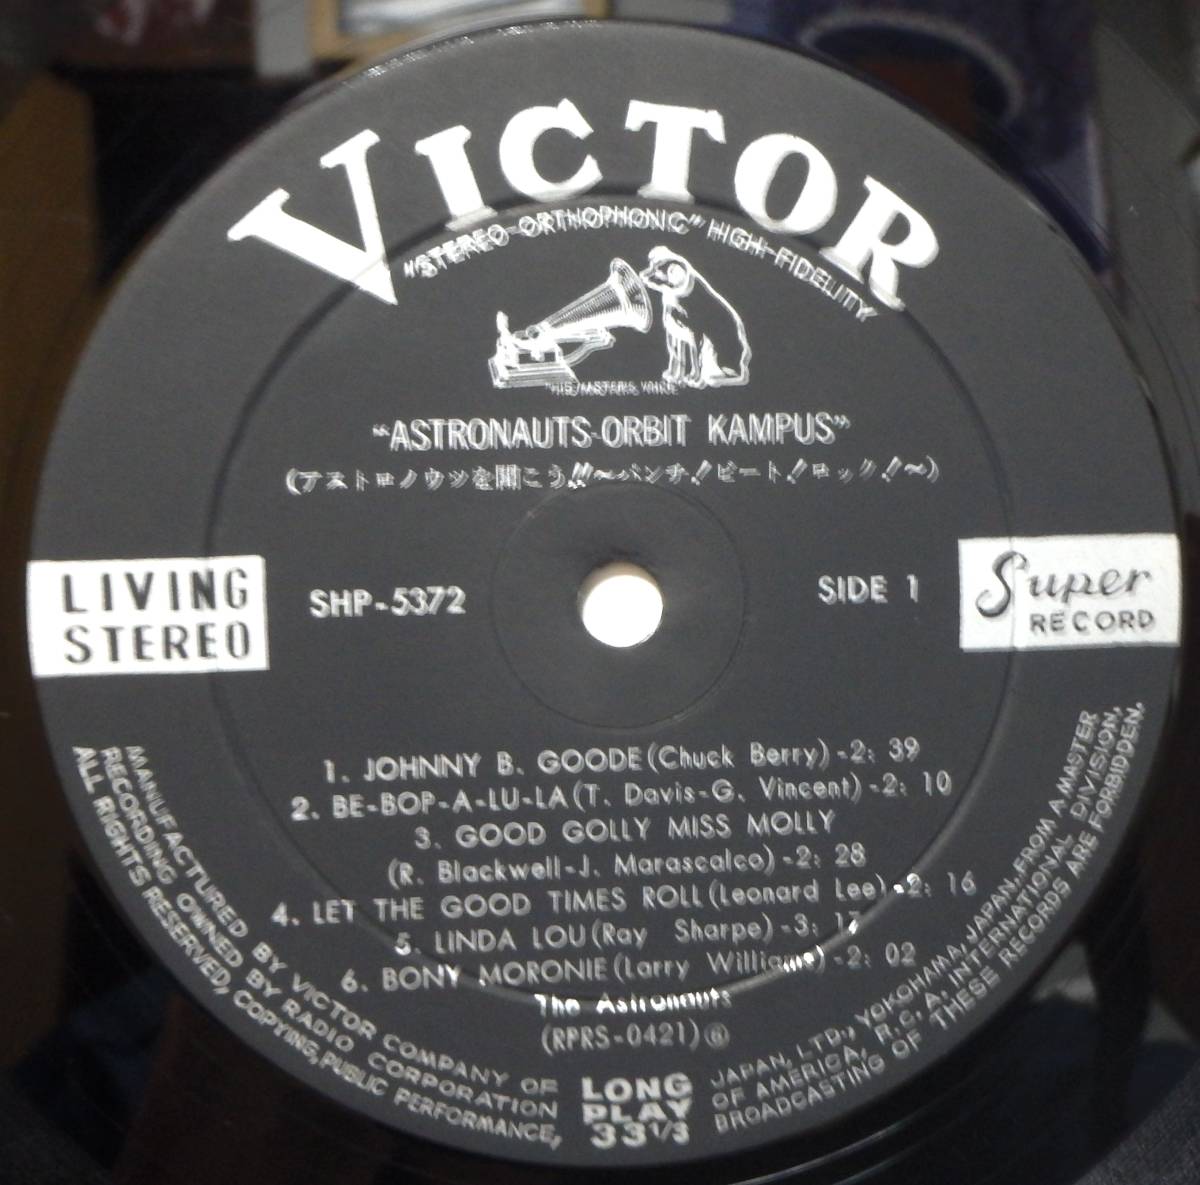 VICTOR
"STEREO-ORTHOPHONIC" HIGH FIDELITY
"HIS MASTER'S VOICE"
"ASTRONAUTS-ORBIT KAMPUS"
(アストロノウツを聞こう!!〜パンチ!ビート!ロック!〜)
LIVING
STEREO
SHP-5372
SIDE 1
Super
RECORD
1. JOHNNY B. GOODE (Chuck Berry)-2: 39
2. BE-BOP-A-LU-LA (T. Davis-G. Vincent)-2: 10
3. GOOD GOLLY MISS MOLLY
(R. Blackwell-J. Marascalco)-2: 28
4. LET THE GOOD TIMES ROLL (Leonard Lee)-2: 16
5. LINDA LOU (Ray Sharpe)-3: 17
6. BONY MORONIE (Larry Williams)-2: 02
The Astronauts
(RPRS-0421) Ⓡ
LONG
PLAY
33 1/3
MANUFACTURED BY VICTOR COMPANY OF JAPAN, LTD., YOKOHAMA, JAPAN, FROM A MASTER
RECORDING OWNED BY RADIO CORPORATION OF AMERICA, R.C.A. INTERNATIONAL DIVISION,
ALL RIGHTS RESERVED, COPYING, PUBLIC PERFORMANCE, BROADCASTING OF THESE RECORDS ARE FORBIDDEN.